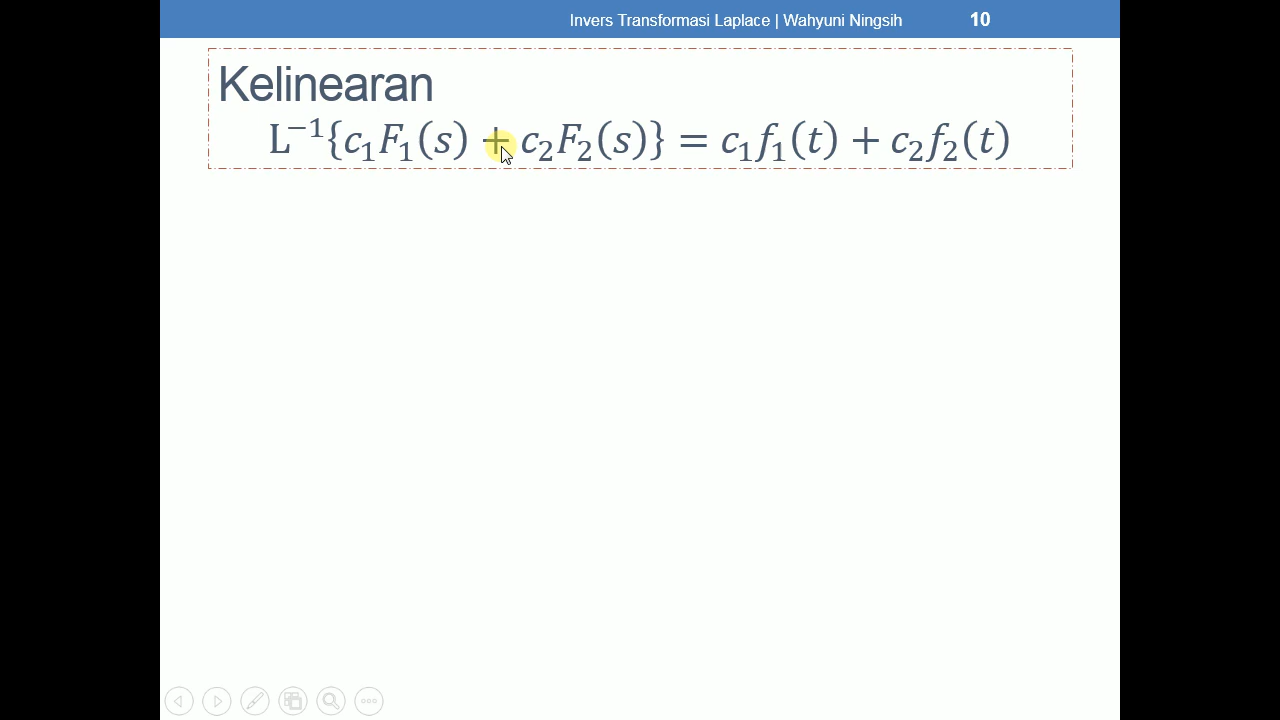 Invers Transformasi Laplace | Wahyuni Ningsih 10
Kelinearan
L⁻¹{c₁F₁(s) + c₂F₂(s)} = c₁f₁(t) + c₂f₂(t)